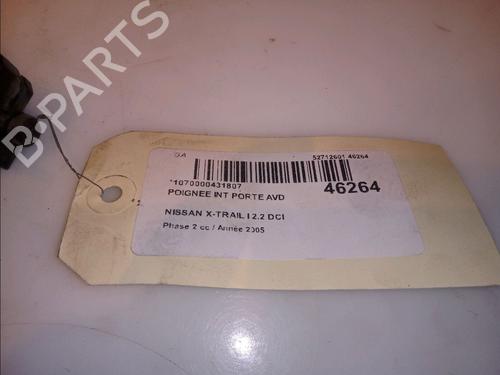 B-PARTS
GA 52712601 46264
*1070000431807
46264
POIGNEE INT PORTE AVD
NISSAN X-TRAIL I 2.2 DCI
Phase 2 cc / Année 2005